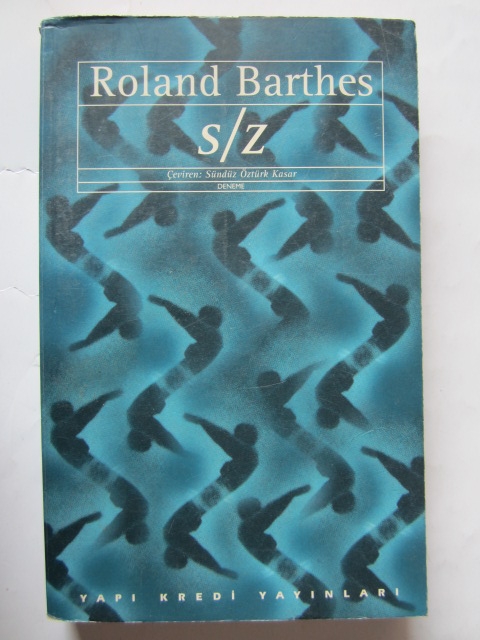 Roland Barthes
s/z
Çeviren: Sündüz Öztürk Kasar
DENEME
YAPI KREDİ YAYINLARI